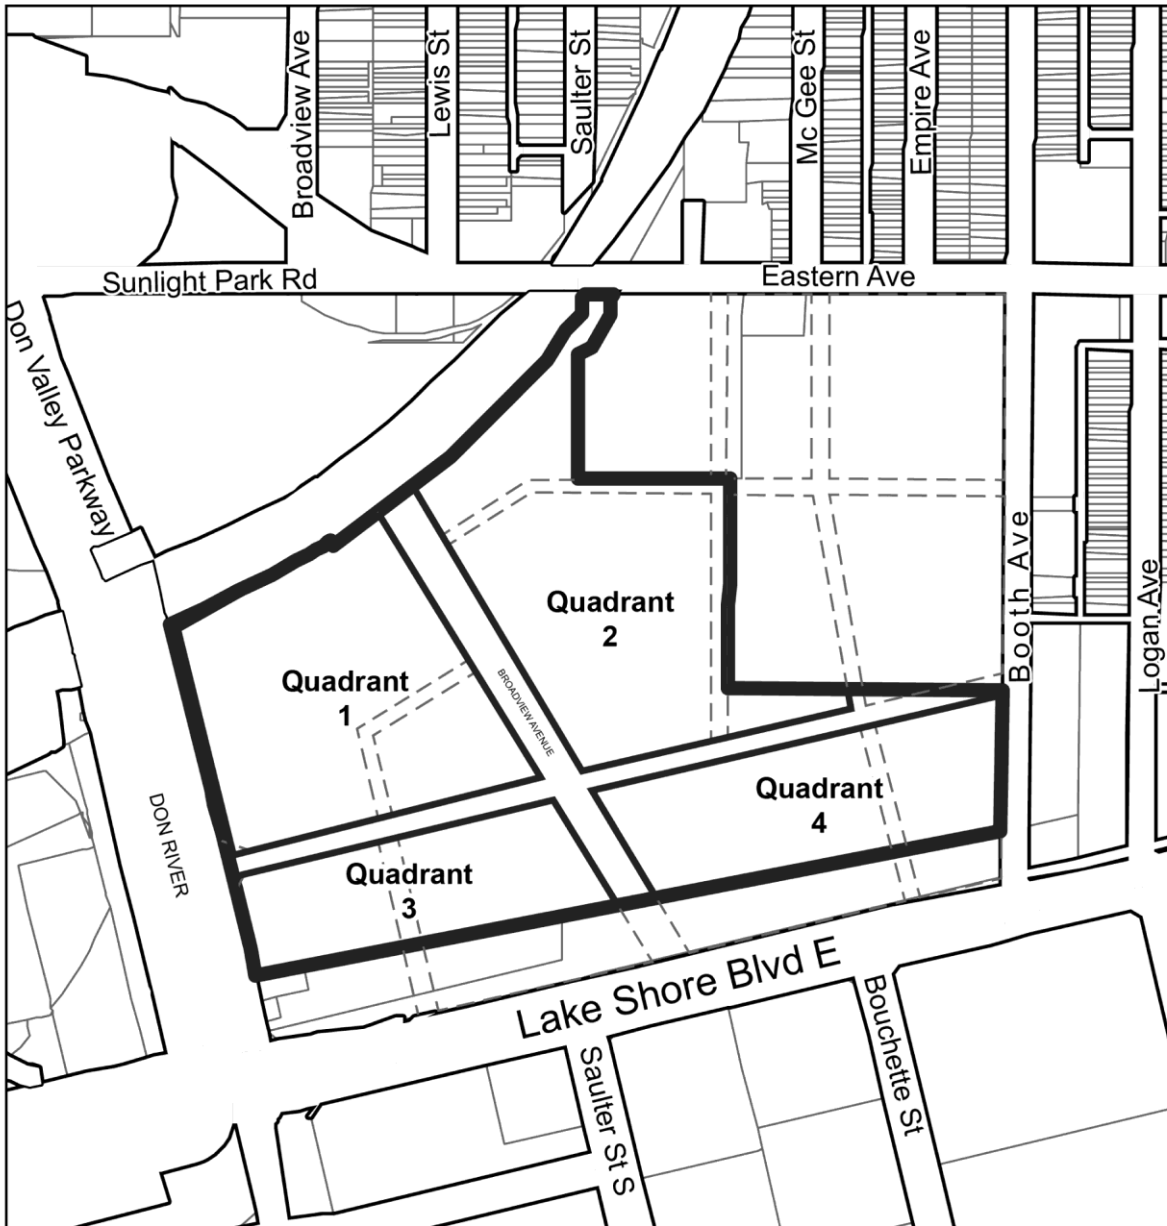 Broadview Ave
Lewis St
Saulter St
Mc Gee St
Empire Ave
Sunlight Park Rd
Eastern Ave
Don Valley Parkway
Booth Ave
Logan Ave
Quadrant
2
Quadrant
1
BROADVIEW AVENUE
Quadrant
4
DON RIVER
Quadrant
3
Lake Shore Blvd E
Bouchette St
Saulter St S